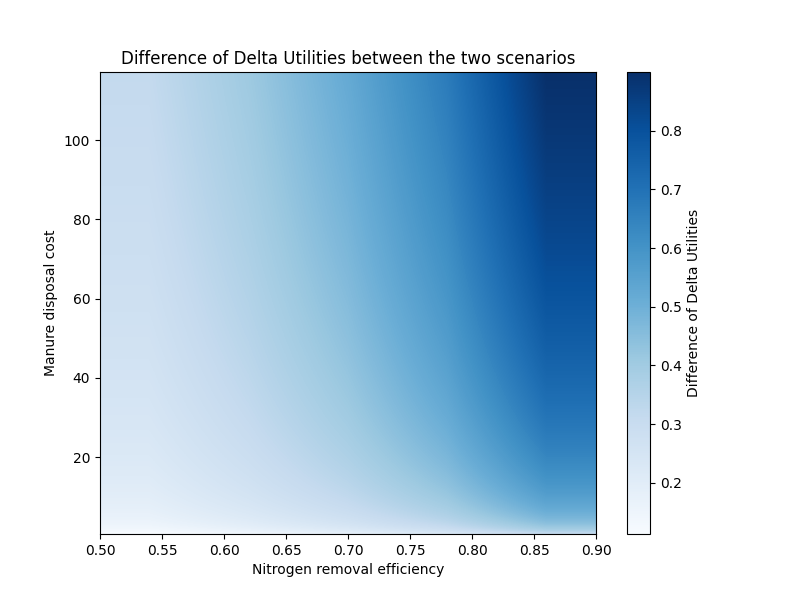 Difference of Delta Utilities between the two scenarios
Manure disposal cost
100
80
60
40
20
0.50 0.55 0.60 0.65 0.70 0.75 0.80 0.85 0.90
Nitrogen removal efficiency
0.8
0.7
0.6
0.5
0.4
0.3
0.2
Difference of Delta Utilities